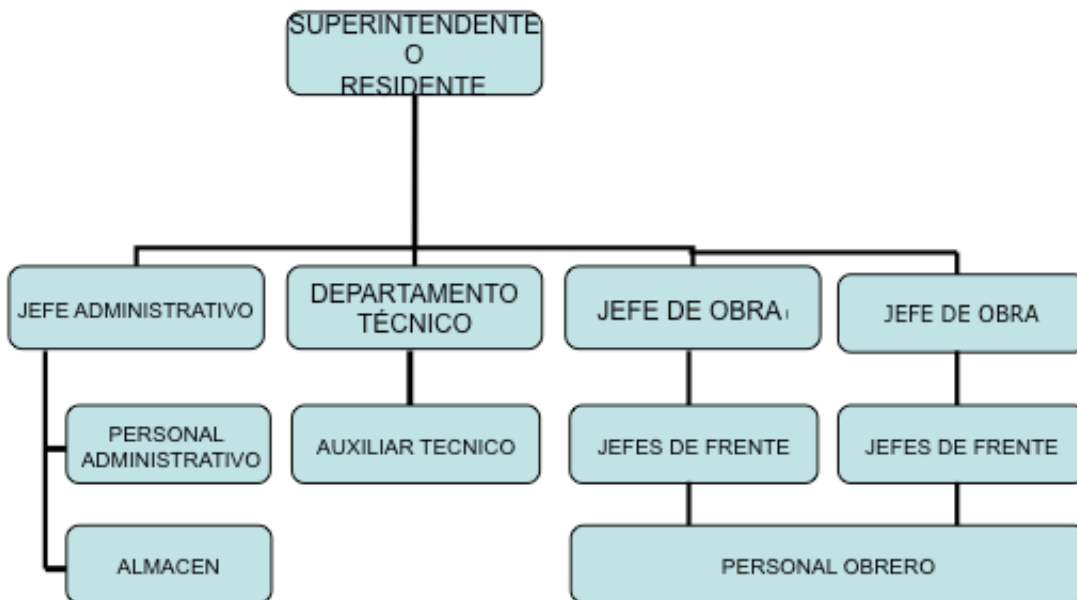 SUPERINTENDENTE
O
RESIDENTE
JEFE ADMINISTRATIVO
DEPARTAMENTO
TÉCNICO
JEFE DE OBRA
JEFE DE OBRA
PERSONAL
ADMINISTRATIVO
AUXILIAR TECNICO
JEFES DE FRENTE
JEFES DE FRENTE
ALMACEN
PERSONAL OBRERO